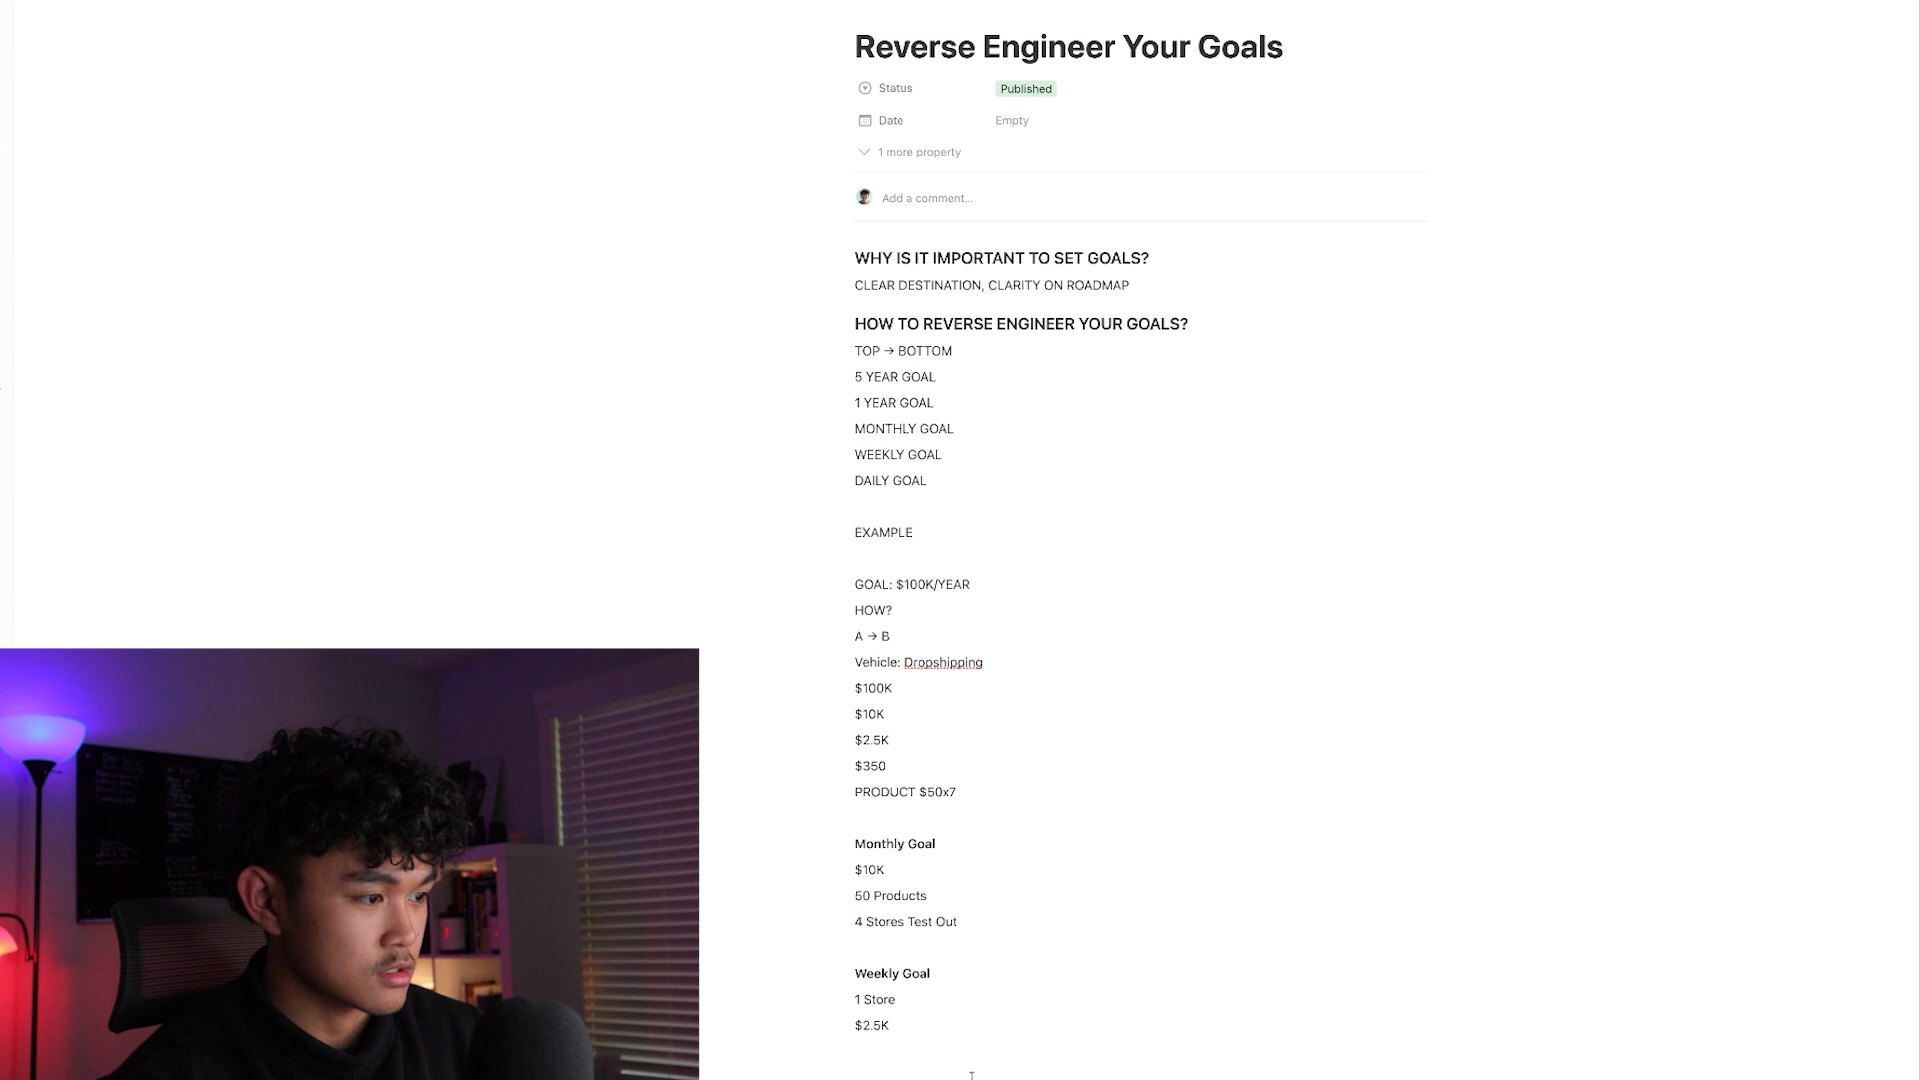 Reverse Engineer Your Goals
Status Published
Date Empty
1 more property
Add a comment...
WHY IS IT IMPORTANT TO SET GOALS?
CLEAR DESTINATION, CLARITY ON ROADMAP
HOW TO REVERSE ENGINEER YOUR GOALS?
TOP → BOTTOM
5 YEAR GOAL
1 YEAR GOAL
MONTHLY GOAL
WEEKLY GOAL
DAILY GOAL
EXAMPLE
GOAL: $100K/YEAR
HOW?
A → B
Vehicle: Dropshipping
$100K
$10K
$2.5K
$350
PRODUCT $50x7
Monthly Goal
$10K
50 Products
4 Stores Test Out
Weekly Goal
1 Store
$2.5K